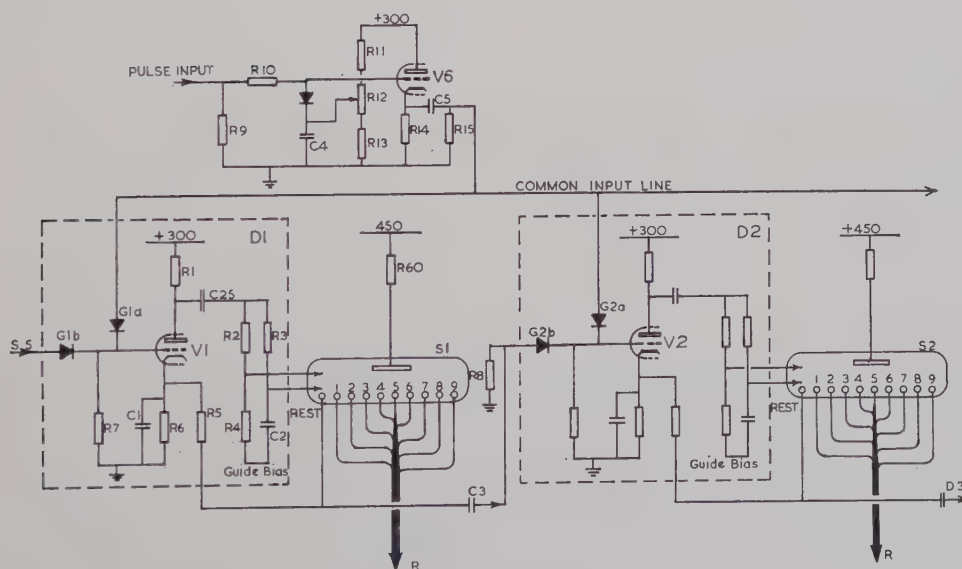 +300
R11
PULSE INPUT
R10
V6
R12
C5
R9
C4
R13
R14
R15
COMMON INPUT LINE
+300
D1
450
+300
D2
+450
R1
R60
C25
G1a
G2a
S.S
G1b
V1
R2
R3
S1
G2b
V2
S2
R8
1 2 3 4 5 6 7 8 9
1 2 3 4 5 6 7 8 9
REST
REST
R7
C1
R6
R5
R4
C2
Guide Bias
Guide Bias
C3
D3
R
R